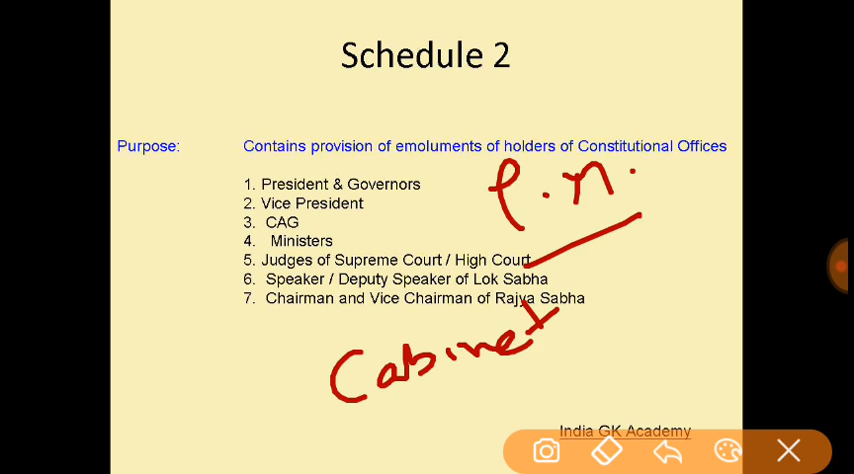 Schedule 2
Purpose: Contains provision of emoluments of holders of Constitutional Offices
P.M.
1. President & Governors
2. Vice President
3. CAG
4. Ministers
5. Judges of Supreme Court / High Court
6. Speaker / Deputy Speaker of Lok Sabha
7. Chairman and Vice Chairman of Rajya Sabha
Cabinet
India GK Academy